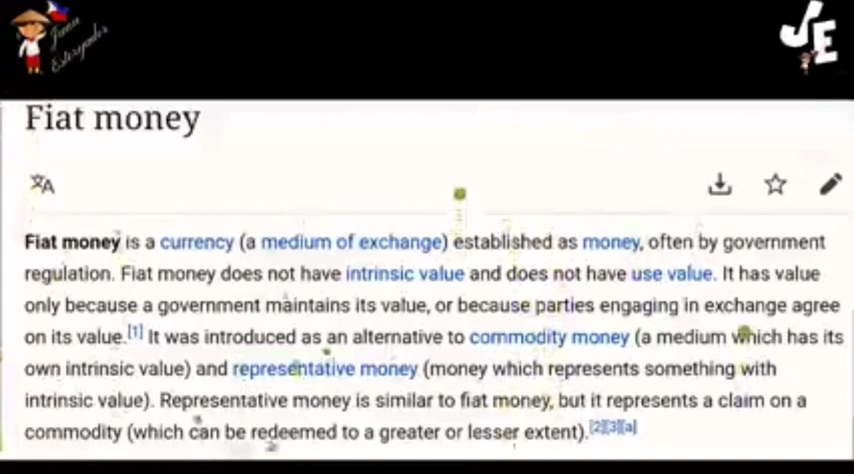 Juan
JE
Fiat money
Fiat money is a currency (a medium of exchange) established as money, often by government
regulation. Fiat money does not have intrinsic value and does not have use value. It has value
only because a government maintains its value, or because parties engaging in exchange agree
on its value.[1] It was introduced as an alternative to commodity money (a medium which has its
own intrinsic value) and representative money (money which represents something with
intrinsic value). Representative money is similar to fiat money, but it represents a claim on a
commodity (which can be redeemed to a greater or lesser extent).[2][3][a]